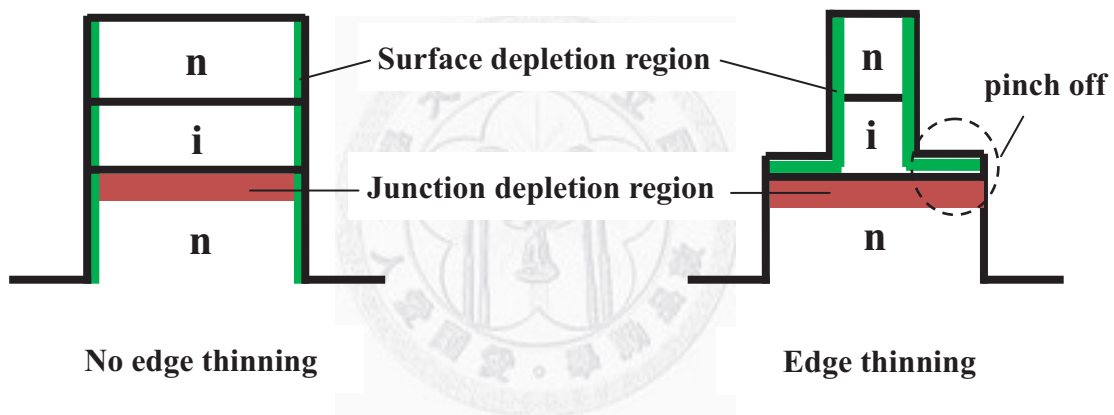 n
n
Surface depletion region
pinch off
i
i
Junction depletion region
n
n
No edge thinning
Edge thinning